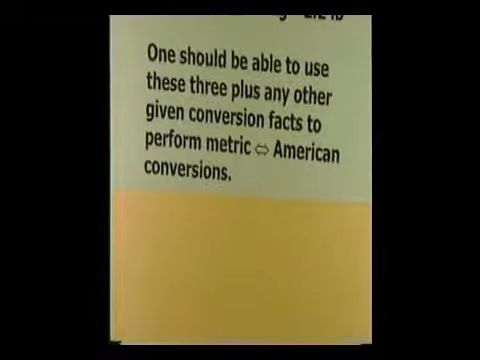 One should be able to use
these three plus any other
given conversion facts to
perform metric ⇔ American
conversions.